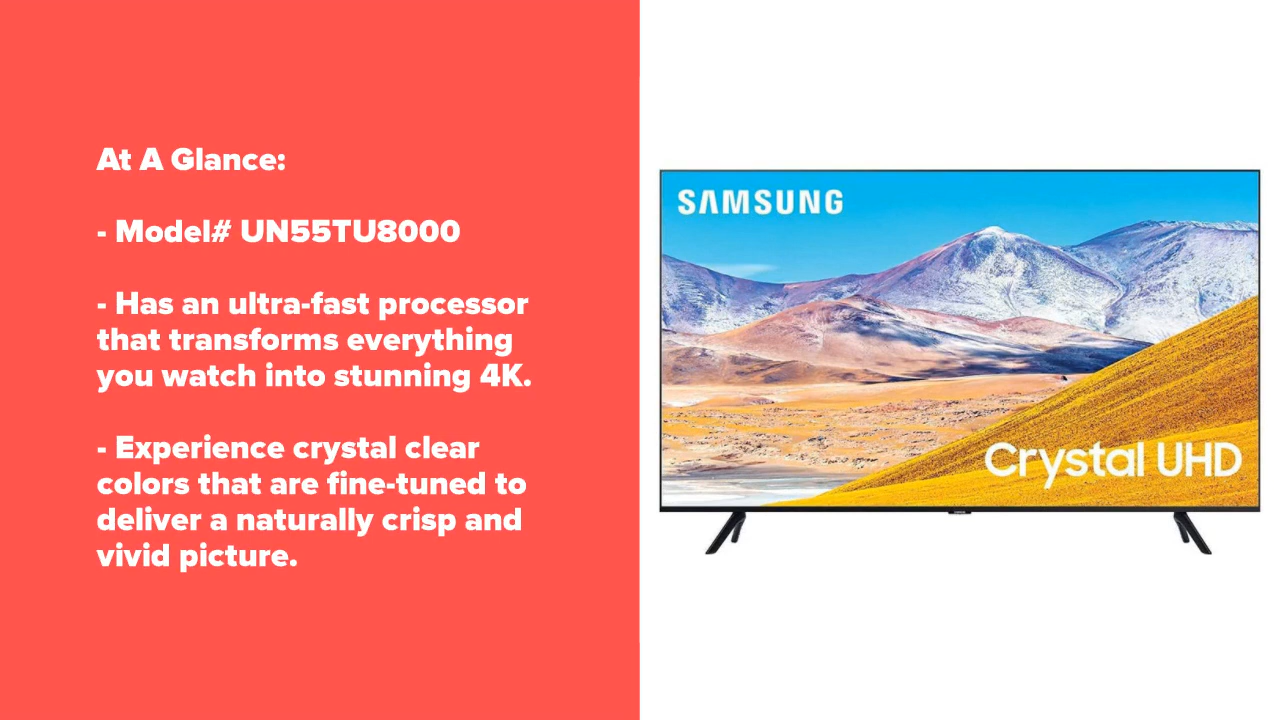 At A Glance:
- Model# UN55TU8000
- Has an ultra-fast processor
that transforms everything
you watch into stunning 4K.
- Experience crystal clear
colors that are fine-tuned to
deliver a naturally crisp and
vivid picture.
SAMSUNG
Crystal UHD